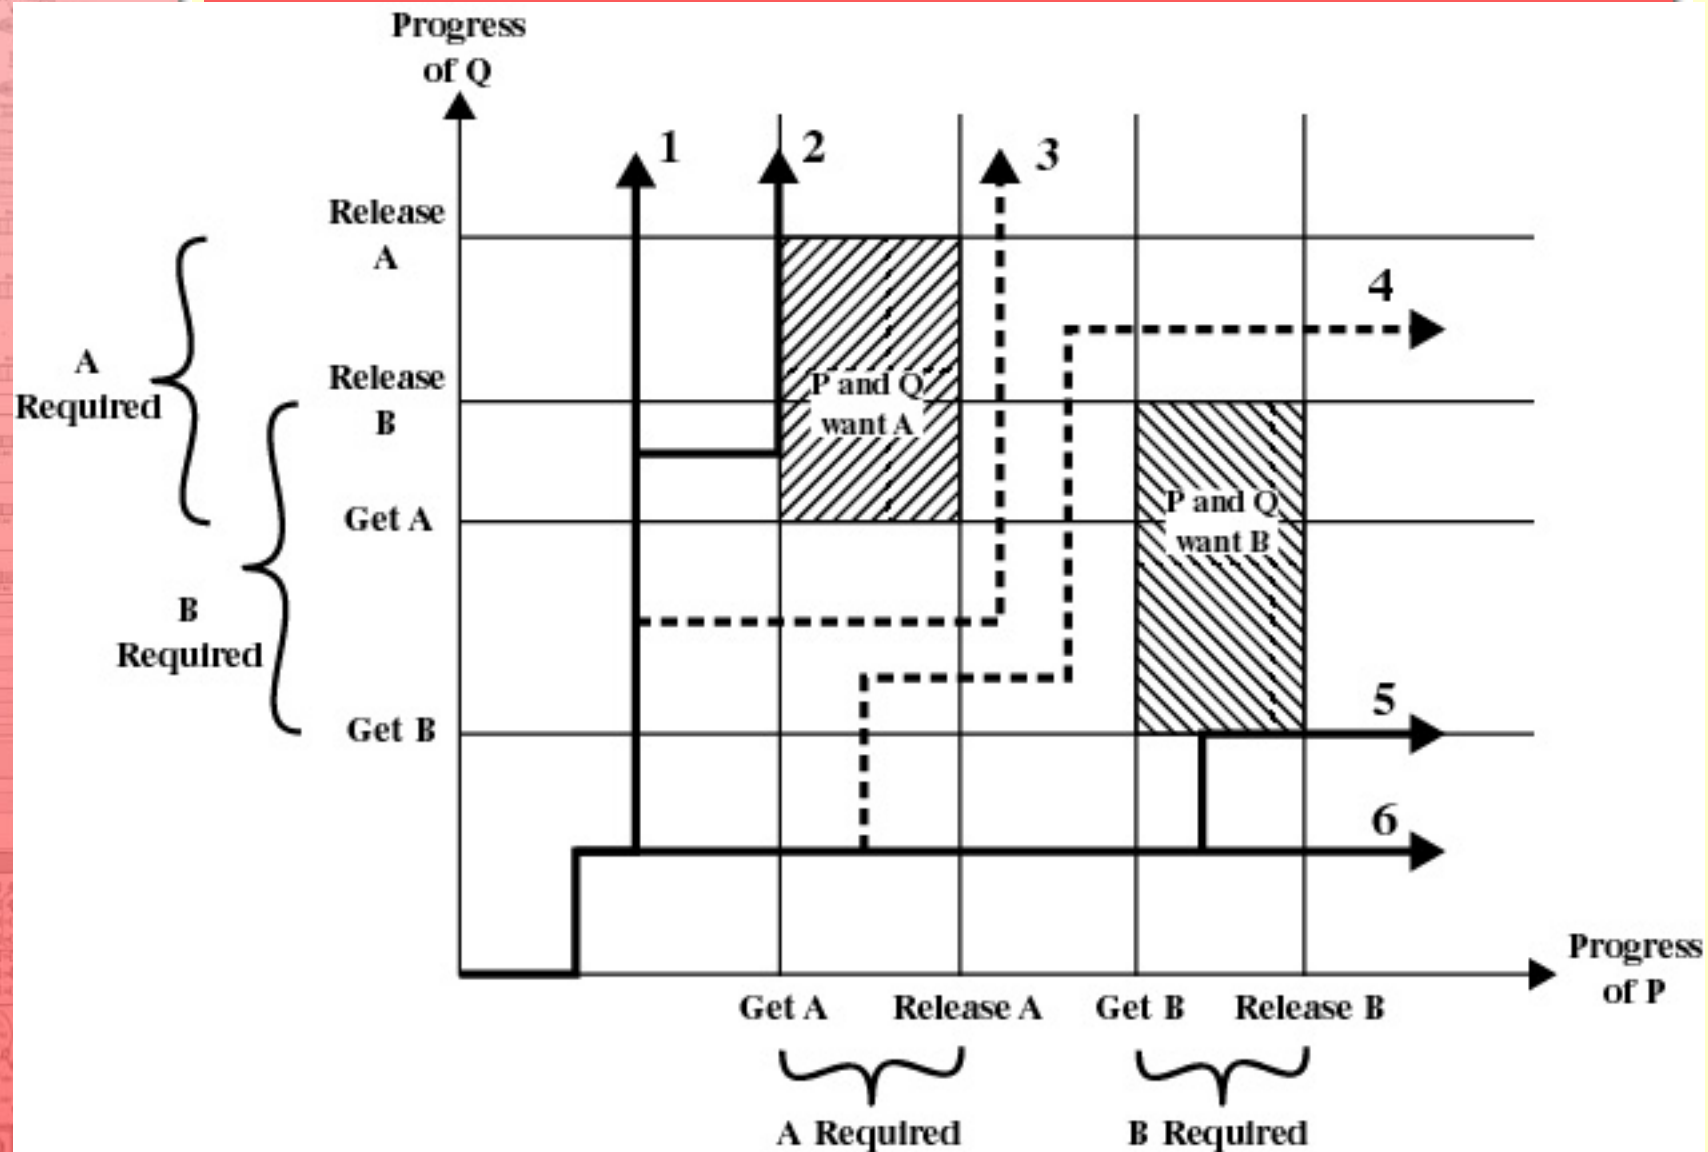 Progress
of Q
1
2
3
Release
A
4
A
Required
Release
B
P and Q
want A
Get A
P and Q
want B
B
Required
Get B
5
6
Progress
of P
Get A
Release A
Get B
Release B
A Required
B Required